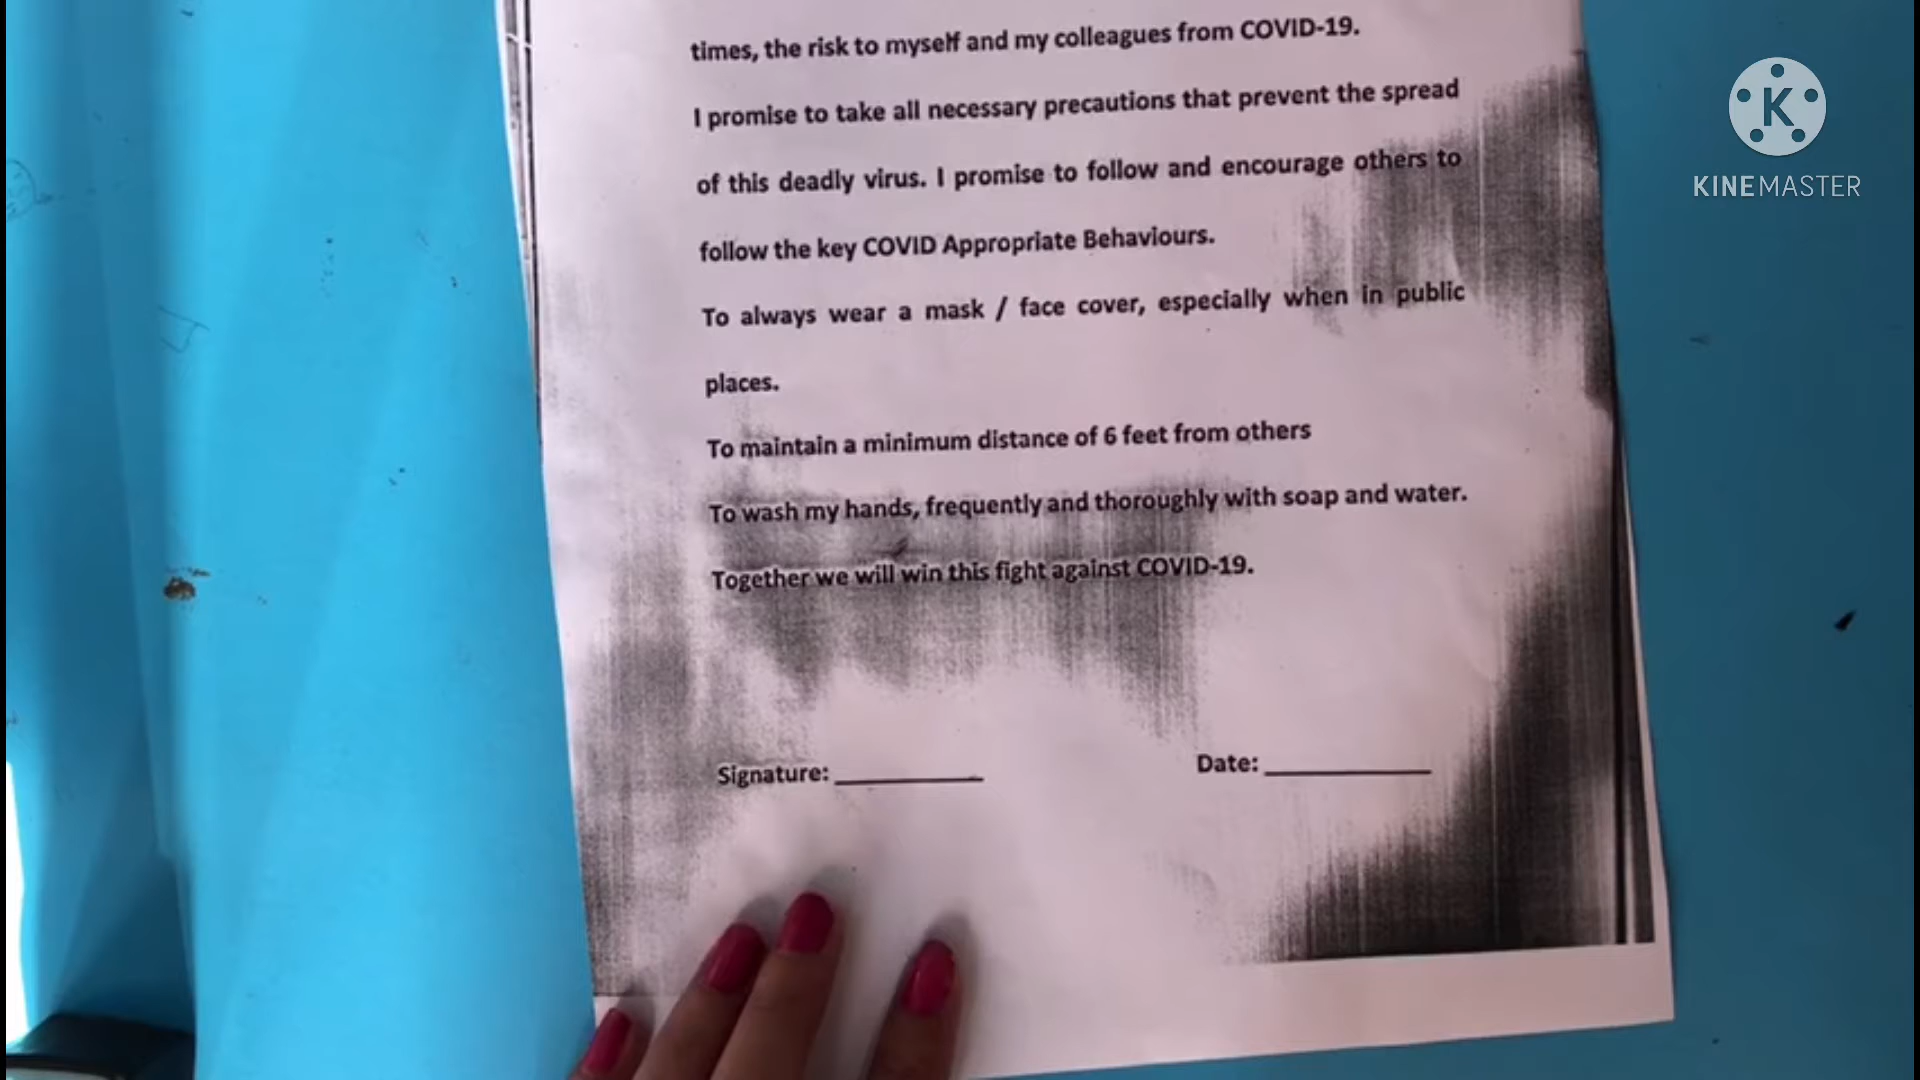 times, the risk to myself and my colleagues from COVID-19.
I promise to take all necessary precautions that prevent the spread
of this deadly virus. I promise to follow and encourage others to
follow the key COVID Appropriate Behaviours.
To always wear a mask / face cover, especially when in public
places.
To maintain a minimum distance of 6 feet from others
To wash my hands, frequently and thoroughly with soap and water.
Together we will win this fight against COVID-19.
Signature: __________ Date: ___________
K
KINEMASTER